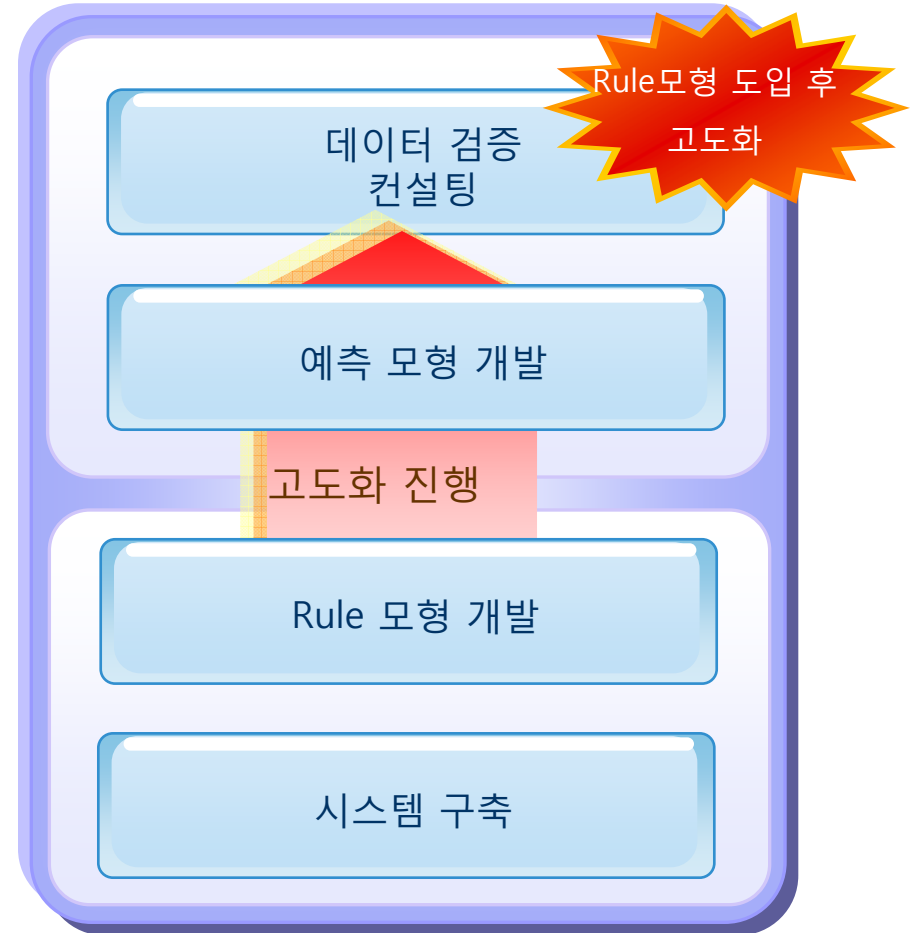 Rule모형 도입 후
고도화
데이터 검증
컨설팅
예측 모형 개발
고도화 진행
Rule 모형 개발
시스템 구축